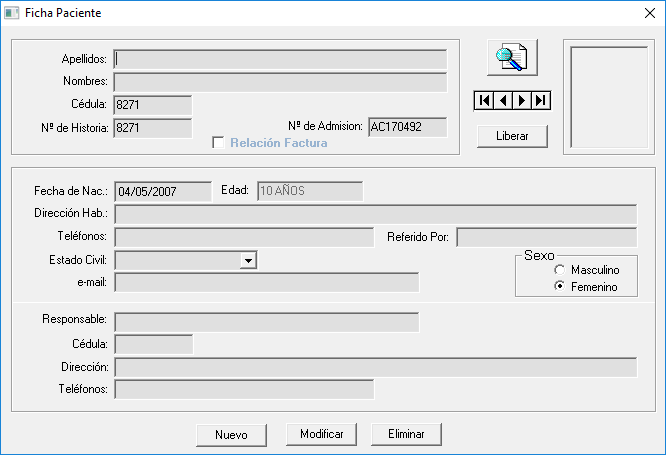 Ficha Paciente
Apellidos:
Nombres:
Cédula: 8271
Nº de Historia: 8271 Nº de Admision: AC170492
Relación Factura
Liberar
Fecha de Nac.: 04/05/2007 Edad: 10 AÑOS
Dirección Hab.:
Teléfonos: Referido Por:
Estado Civil: Sexo
Masculino
e-mail: Femenino
Responsable:
Cédula:
Dirección:
Teléfonos:
Nuevo Modificar Eliminar